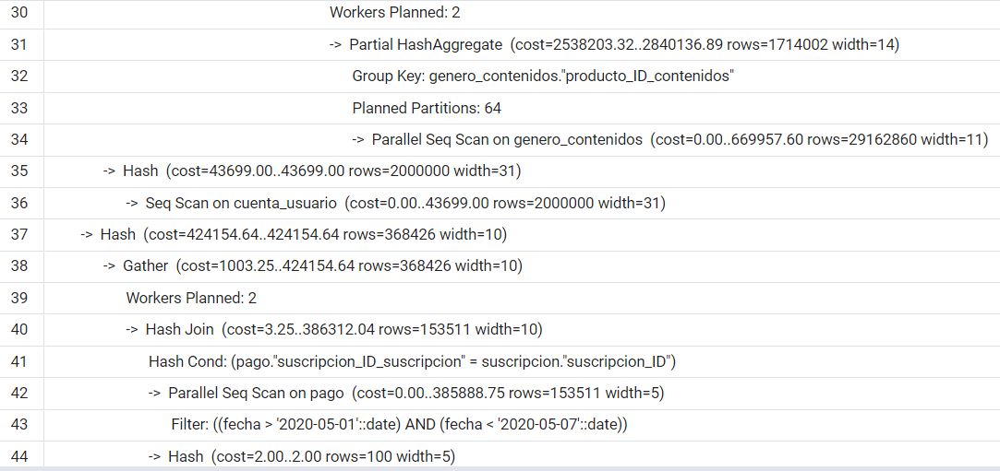 30 Workers Planned: 2
31 -> Partial HashAggregate (cost=2538203.32..2840136.89 rows=1714002 width=14)
32 Group Key: genero_contenidos."producto_ID_contenidos"
33 Planned Partitions: 64
34 -> Parallel Seq Scan on genero_contenidos (cost=0.00..669957.60 rows=29162860 width=11)
35 -> Hash (cost=43699.00..43699.00 rows=2000000 width=31)
36 -> Seq Scan on cuenta_usuario (cost=0.00..43699.00 rows=2000000 width=31)
37 -> Hash (cost=424154.64..424154.64 rows=368426 width=10)
38 -> Gather (cost=1003.25..424154.64 rows=368426 width=10)
39 Workers Planned: 2
40 -> Hash Join (cost=3.25..386312.04 rows=153511 width=10)
41 Hash Cond: (pago."suscripcion_ID_suscripcion" = suscripcion."suscripcion_ID")
42 -> Parallel Seq Scan on pago (cost=0.00..385888.75 rows=153511 width=5)
43 Filter: ((fecha > '2020-05-01'::date) AND (fecha < '2020-05-07'::date))
44 -> Hash (cost=2.00..2.00 rows=100 width=5)